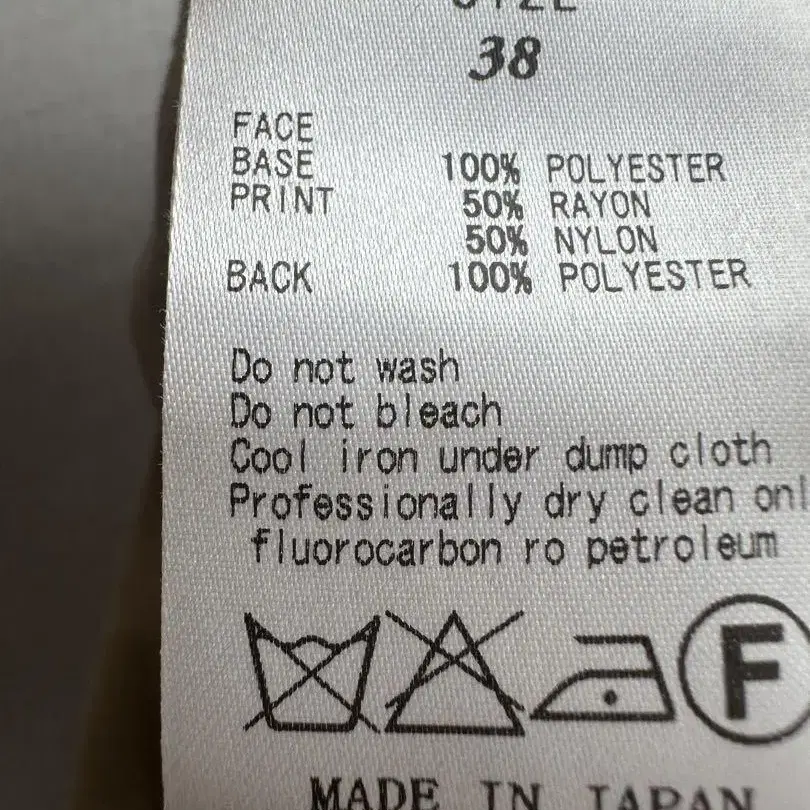 SIZE
38
FACE
BASE 100% POLYESTER
PRINT 50% RAYON
50% NYLON
BACK 100% POLYESTER
Do not wash
Do not bleach
Cool iron under dump cloth
Professionally dry clean onl
fluorocarbon ro petroleum
F
MADE IN JAPAN